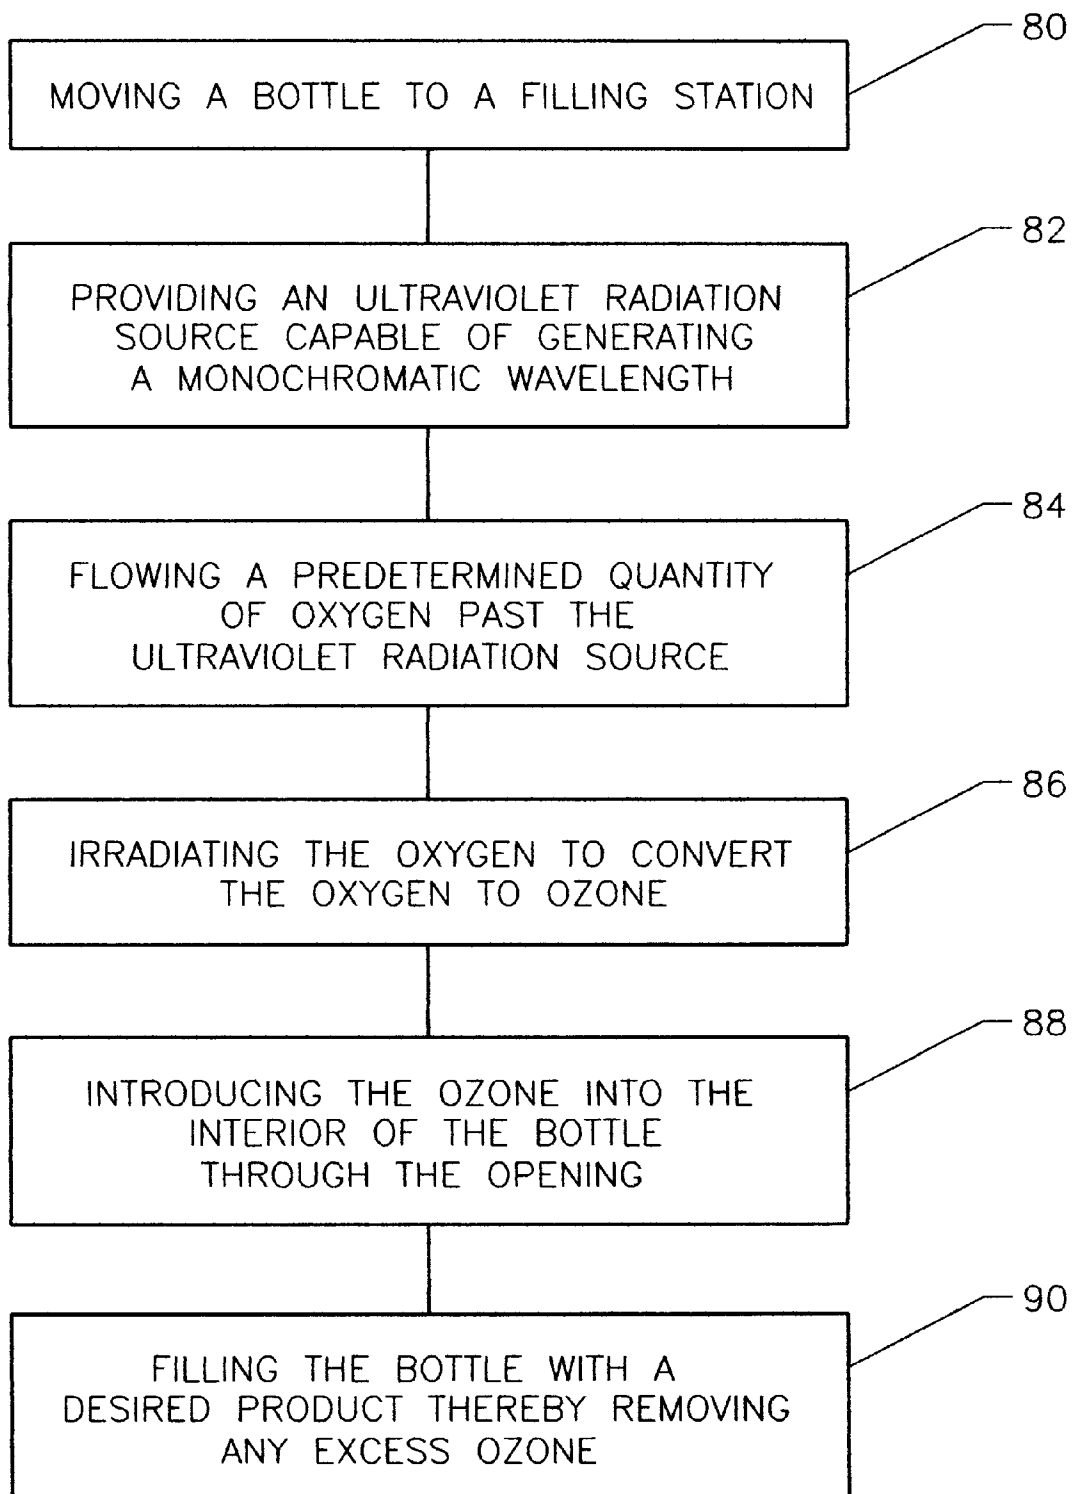 80
MOVING A BOTTLE TO A FILLING STATION
82
PROVIDING AN ULTRAVIOLET RADIATION
SOURCE CAPABLE OF GENERATING
A MONOCHROMATIC WAVELENGTH
84
FLOWING A PREDETERMINED QUANTITY
OF OXYGEN PAST THE
ULTRAVIOLET RADIATION SOURCE
86
IRRADIATING THE OXYGEN TO CONVERT
THE OXYGEN TO OZONE
88
INTRODUCING THE OZONE INTO THE
INTERIOR OF THE BOTTLE
THROUGH THE OPENING
90
FILLING THE BOTTLE WITH A
DESIRED PRODUCT THEREBY REMOVING
ANY EXCESS OZONE